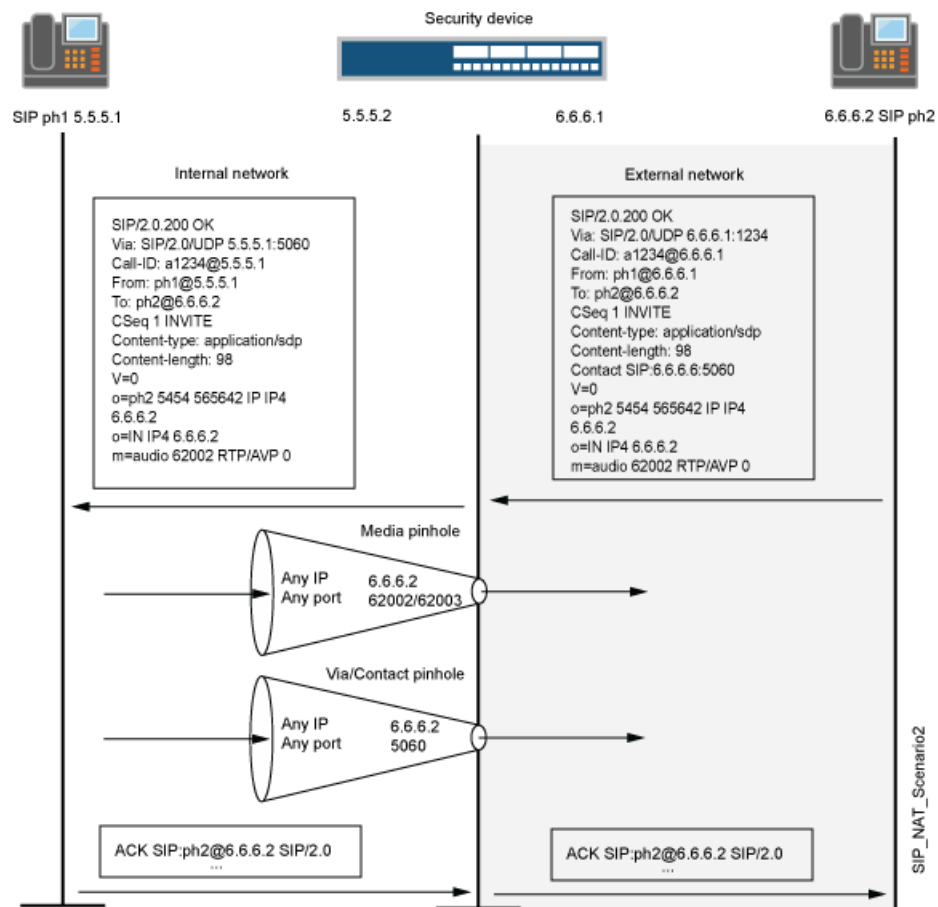 Security device
SIP ph1 5.5.5.1
5.5.5.2
6.6.6.1
6.6.6.2 SIP ph2
Internal network
SIP/2.0.200 OK
Via: SIP/2.0/UDP 5.5.5.1:5060
Call-ID: a1234@5.5.5.1
From: ph1@5.5.5.1
To: ph2@6.6.6.2
CSeq 1 INVITE
Content-type: application/sdp
Content-length: 98
V=0
o=ph2 5454 565642 IP IP4
6.6.6.2
o=IN IP4 6.6.6.2
m=audio 62002 RTP/AVP 0
External network
SIP/2.0.200 OK
Via: SIP/2.0/UDP 6.6.6.1:1234
Call-ID: a1234@6.6.6.1
From: ph1@6.6.6.1
To: ph2@6.6.6.2
CSeq 1 INVITE
Content-type: application/sdp
Content-length: 98
Contact SIP:6.6.6.6:5060
V=0
o=ph2 5454 565642 IP IP4
6.6.6.2
o=IN IP4 6.6.6.2
m=audio 62002 RTP/AVP 0
Media pinhole
Any IP
Any port
6.6.6.2
62002/62003
Via/Contact pinhole
Any IP
Any port
6.6.6.2
5060
ACK SIP:ph2@6.6.6.2 SIP/2.0
...
ACK SIP:ph2@6.6.6.2 SIP/2.0
...
SIP_NAT_Scenario2